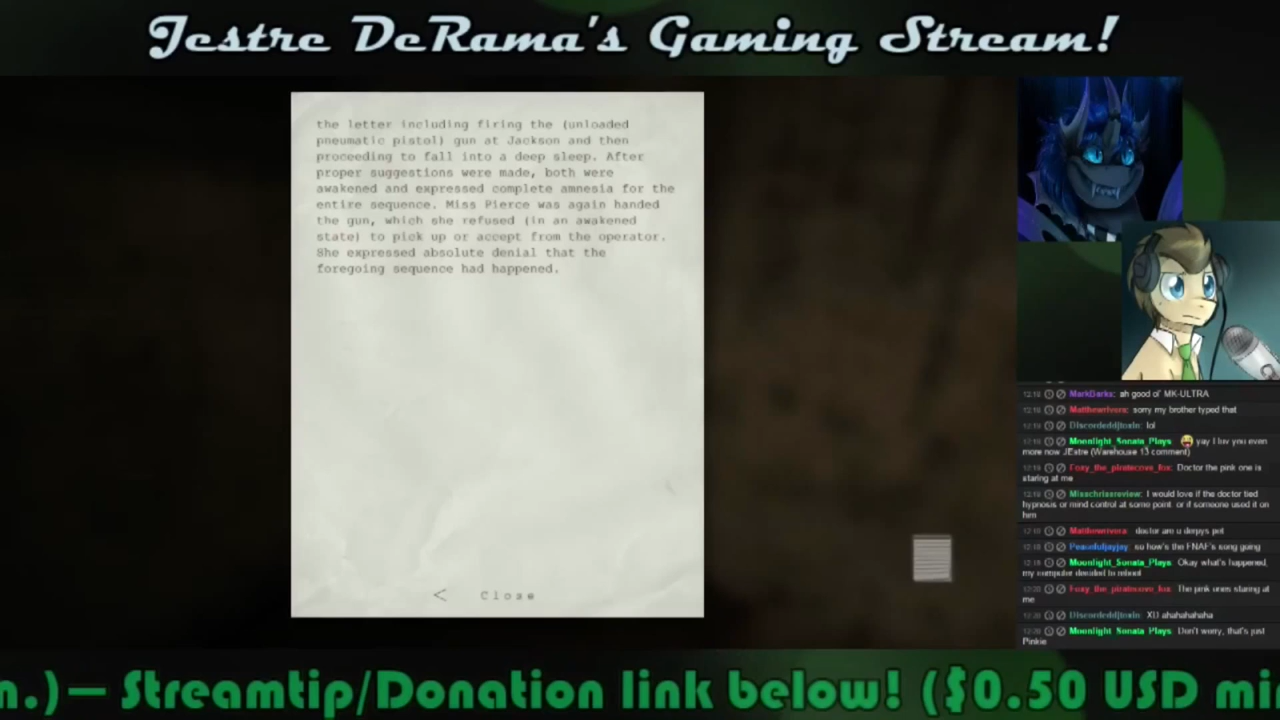 Jestre DeRama's Gaming Stream!
the letter including firing the (unloaded
pneumatic pistol) gun at Jackson and then
proceeding to fall into a deep sleep. After
proper suggestions were made, both were
awakened and expressed complete amnesia for the
entire sequence. Miss Pierce was again handed
the gun, which she refused (in an awakened
state) to pick up or accept from the operator.
She expressed absolute denial that the
foregoing sequence had happened.
< Close
MarkDarks: ah good ol' MK-ULTRA
Matthewrivera: sorry my brother typed that
lol
Moonlight_Sonata_Plays: yay I luv you even
more now JEstre (Warehouse 13 comment)
Foxy_the_piratecove_fox: Doctor the pink one is
staring at me
Misschrissreview: I would love if the doctor tied
hypnosis or mind control at some point. or if someone used it on
him
Matthewrivera: doctor are u derpys pet
Peacefuljayjay: so how's the FNAF's song going
Moonlight_Sonata_Plays: Okay what's happened,
my computer decided to reboot
Foxy_the_piratecove_fox: The pink ones staring at
me
XD ahahahahaha
Moonlight_Sonata_Plays: Don't worry, that's just
Pinkie
n.)— Streamtip/Donation link below! ($0.50 USD mi